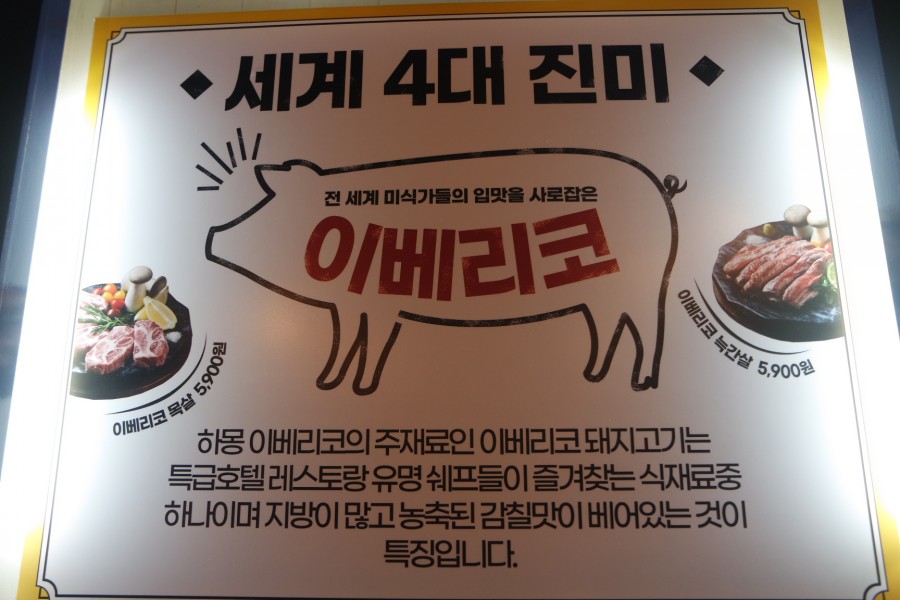 세계 4대 진미
전 세계 미식가들의 입맛을 사로잡은
이베리코
이베리코 목살 5,900원
이베리코 늑간살 5,900원
하몽 이베리코의 주재료인 이베리코 돼지고기는
특급호텔 레스토랑 유명 쉐프들이 즐겨찾는 식재료중
하나이며 지방이 많고 농축된 감칠맛이 베어있는 것이
특징입니다.